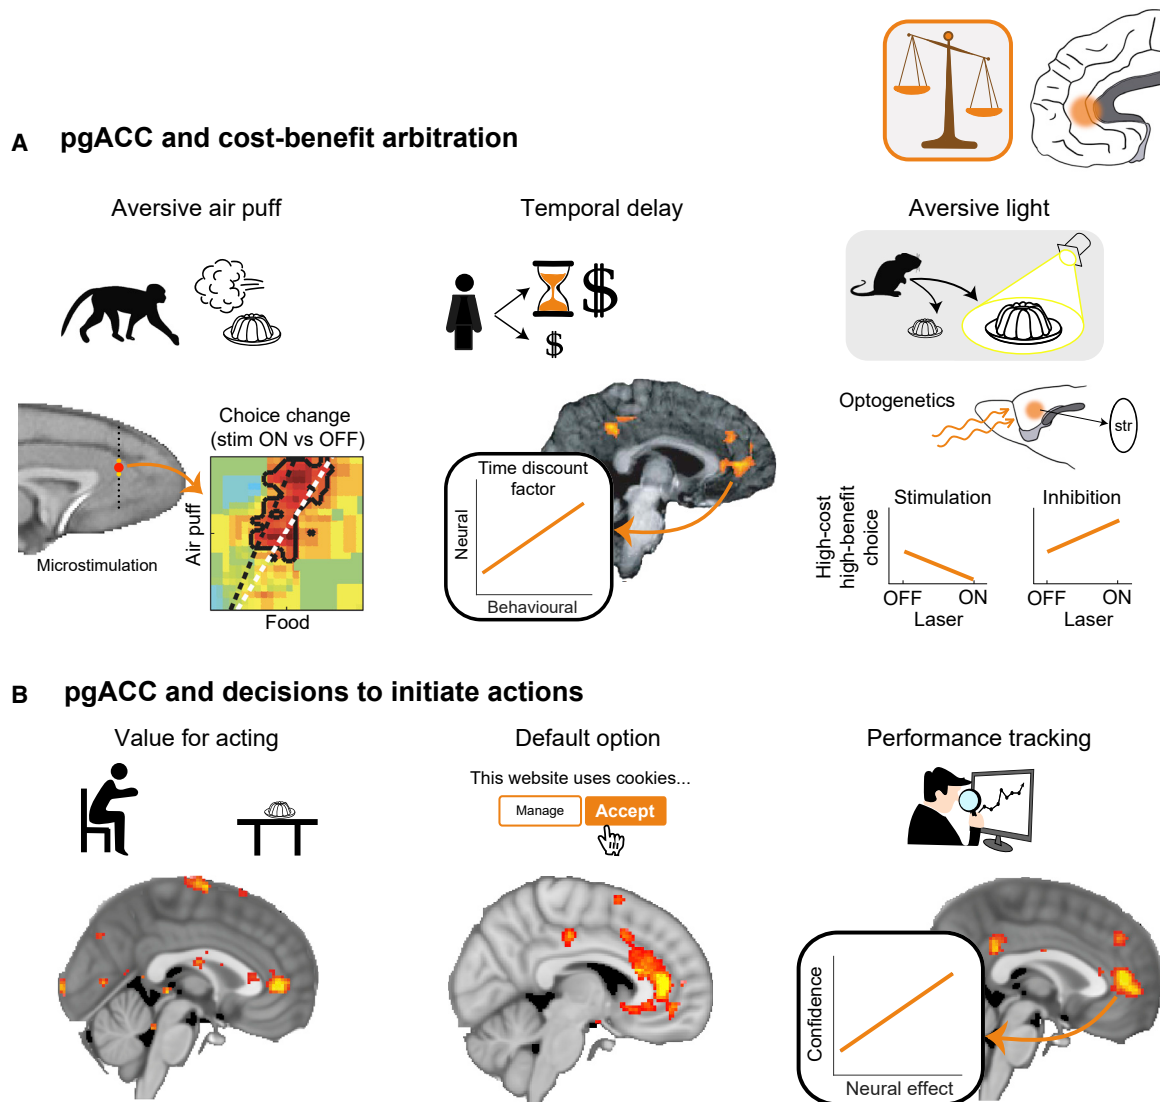 A pgACC and cost-benefit arbitration
Aversive air puff
Temporal delay
Aversive light
$
$
Choice change
(stim ON vs OFF)
Air puff
Food
Microstimulation
Time discount
factor
Neural
Behavioural
Optogenetics
str
High-cost
high-benefit
choice
Stimulation
OFF ON
Laser
Inhibition
OFF ON
Laser
B pgACC and decisions to initiate actions
Value for acting
Default option
Performance tracking
This website uses cookies...
Manage
Accept
Confidence
Neural effect